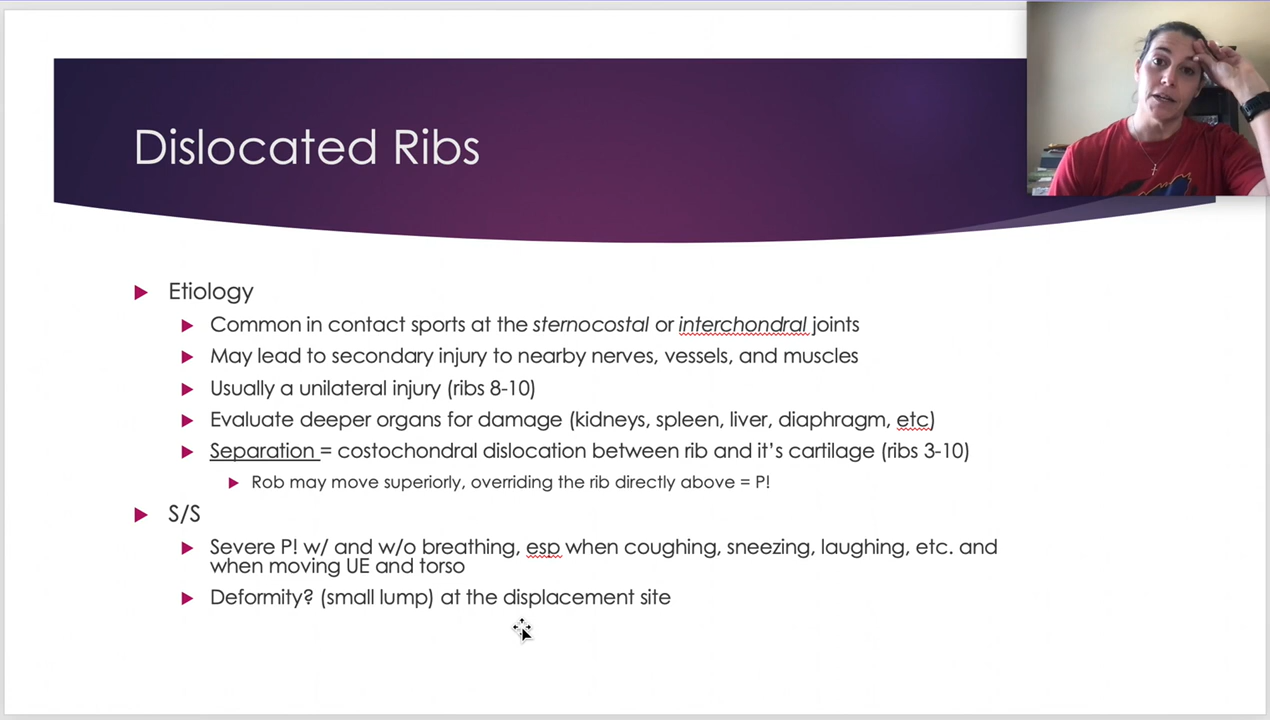 Dislocated Ribs
Etiology
Common in contact sports at the sternocostal or interchondral joints
May lead to secondary injury to nearby nerves, vessels, and muscles
Usually a unilateral injury (ribs 8-10)
Evaluate deeper organs for damage (kidneys, spleen, liver, diaphragm, etc)
Separation = costochondral dislocation between rib and it's cartilage (ribs 3-10)
Rob may move superiorly, overriding the rib directly above = P!
S/S
Severe P! w/ and w/o breathing, esp when coughing, sneezing, laughing, etc. and
when moving UE and torso
Deformity? (small lump) at the displacement site